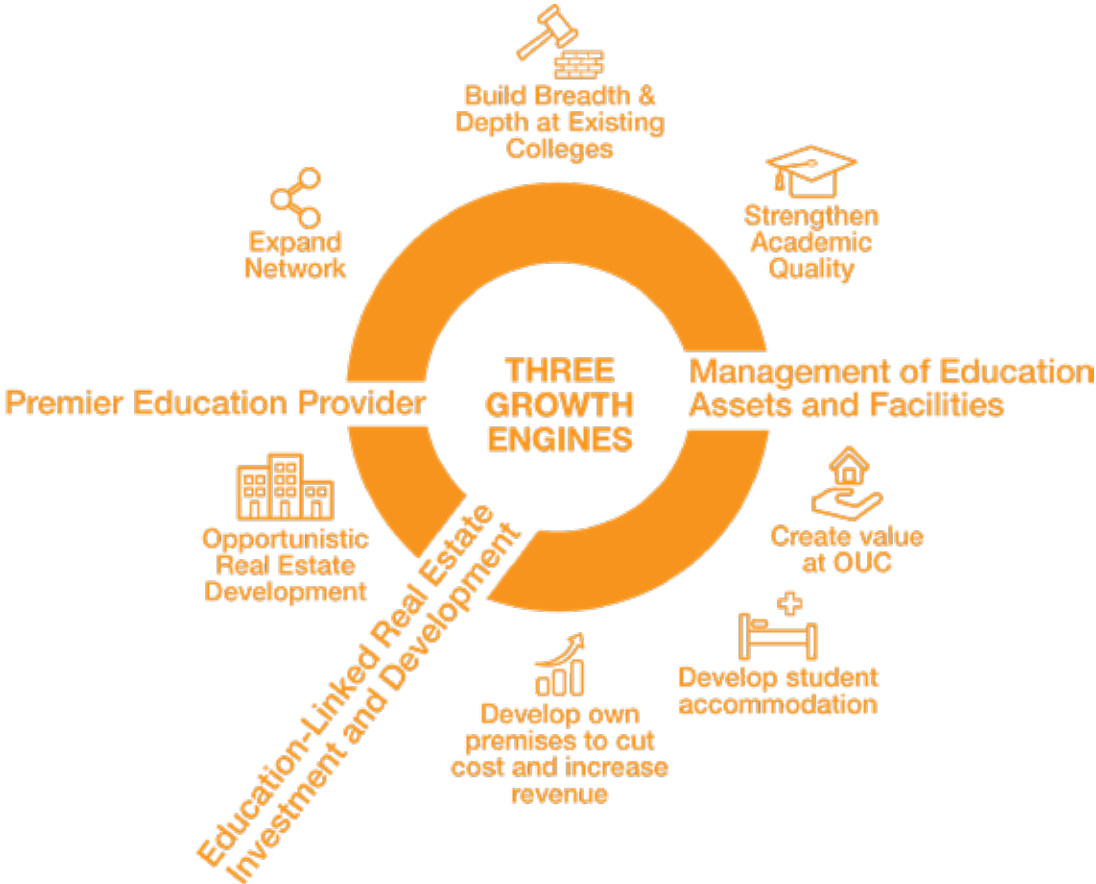 Build Breadth &
Depth at Existing
Colleges
Strengthen
Academic
Quality
Expand
Network
THREE
GROWTH
ENGINES
Management of Education
Assets and Facilities
Premier Education Provider
Create value
at OUC
Opportunistic
Real Estate
Development
Education-Linked Real Estate
Investment and Development
Develop student
accommodation
Develop own
premises to cut
cost and increase
revenue